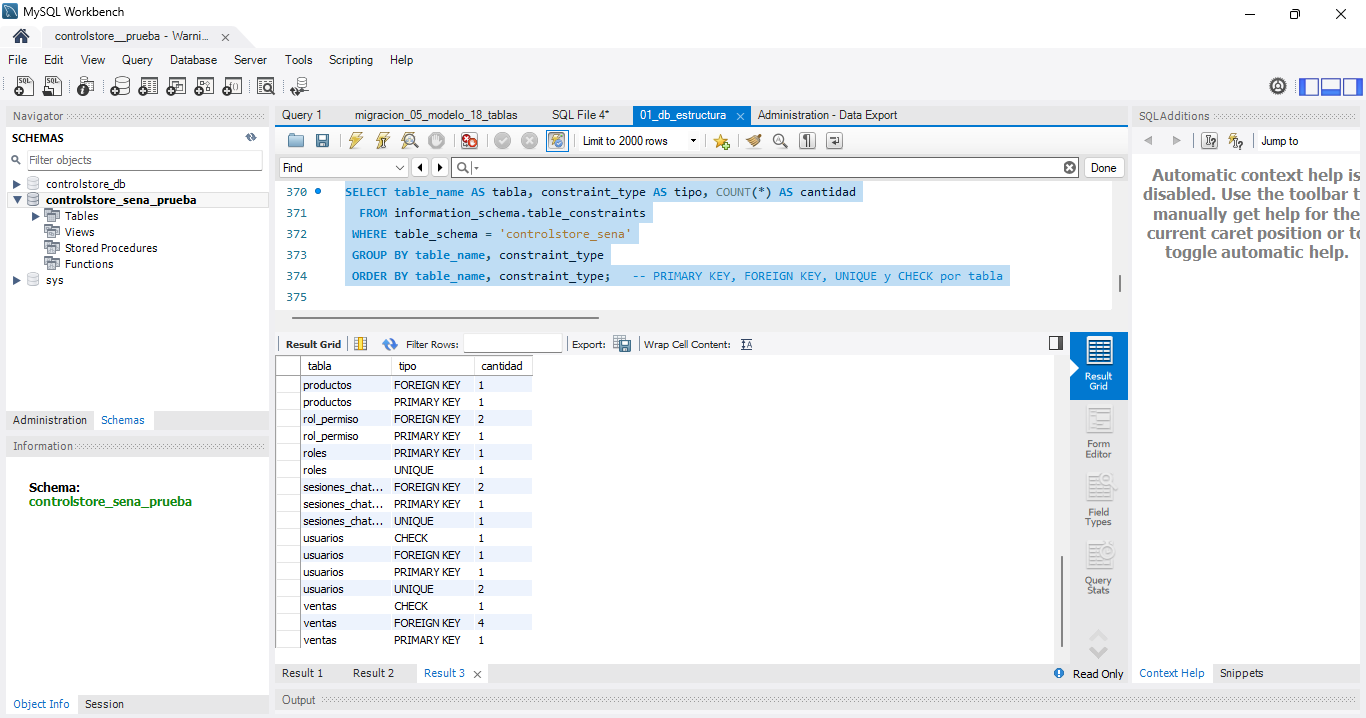 MySQL Workbench
controlstore__prueba - Warni...
File Edit View Query Database Server Tools Scripting Help
Navigator
SCHEMAS
Filter objects
controlstore_db
controlstore_sena_prueba
Tables
Views
Stored Procedures
Functions
sys
Administration Schemas
Information
Schema:
controlstore_sena_prueba
Object Info Session
Query 1 migracion_05_modelo_18_tablas SQL File 4* 01_db_estructura Administration - Data Export
Limit to 2000 rows
Find Done
370 SELECT table_name AS tabla, constraint_type AS tipo, COUNT(*) AS cantidad
371 FROM information_schema.table_constraints
372 WHERE table_schema = 'controlstore_sena'
373 GROUP BY table_name, constraint_type
374 ORDER BY table_name, constraint_type; -- PRIMARY KEY, FOREIGN KEY, UNIQUE y CHECK por tabla
375
Result Grid Filter Rows: Export: Wrap Cell Content:
tabla tipo cantidad
productos FOREIGN KEY 1
productos PRIMARY KEY 1
rol_permiso FOREIGN KEY 2
rol_permiso PRIMARY KEY 1
roles PRIMARY KEY 1
roles UNIQUE 1
sesiones_chat... FOREIGN KEY 2
sesiones_chat... PRIMARY KEY 1
sesiones_chat... UNIQUE 1
usuarios CHECK 1
usuarios FOREIGN KEY 1
usuarios PRIMARY KEY 1
usuarios UNIQUE 2
ventas CHECK 1
ventas FOREIGN KEY 4
ventas PRIMARY KEY 1
Result
Grid
Form
Editor
Field
Types
Query
Stats
Result 1 Result 2 Result 3 Read Only
Output
SQLAdditions
Jump to
Automatic context help is
disabled. Use the toolbar t
manually get help for the
current caret position or to
toggle automatic help.
Context Help Snippets